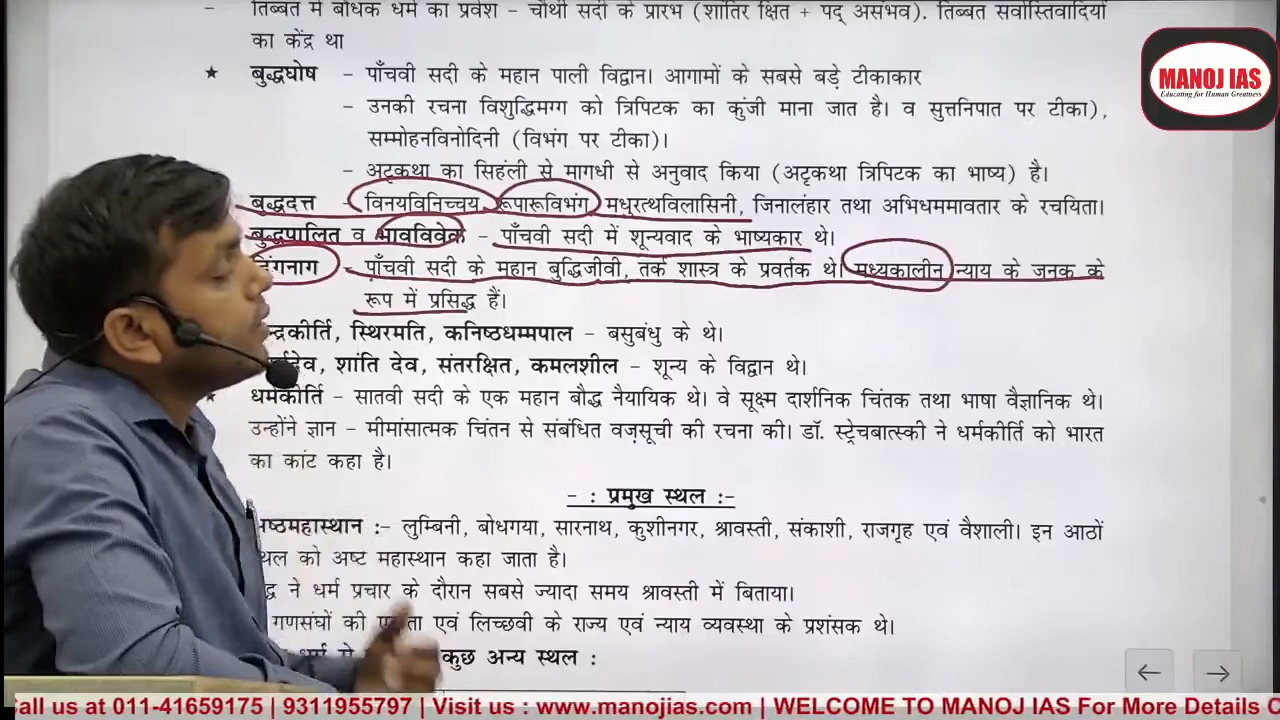 – तिब्बत में बौधक धर्म का प्रवेश – चौथी सदी के प्रारंभ (शांतिर क्षित + पद् असंभव). तिब्बत सर्वोस्तिवादियों
का केंद्र था
MANOJ IAS
Educating for Human Greatness
★ बुद्धघोष – पाँचवी सदी के महान पाली विद्वान। आगामों के सबसे बड़े टीकाकार
– उनकी रचना विशुद्धिमग्ग को त्रिपिटक का कुंजी माना जात है। व सुत्तनिपात पर टीका),
सम्मोहनविनोदिनी (विभंग पर टीका)।
– अट्कथा का सिहंली से मागधी से अनुवाद किया (अट्कथा त्रिपिटक का भाष्य) है।
बुद्धदत्त – विनयविनिच्चय रूपारूविभंग मधुरत्थविलासिनी, जिनालंहार तथा अभिधममावतार के रचयिता।
बुद्धपालित व भावविवेक – पाँचवी सदी में शून्यवाद के भाष्यकार थे।
दिंगनाग – पाँचवी सदी के महान बुद्धिजीवी, तर्क शास्त्र के प्रवर्तक थे। मध्यकालीन न्याय के जनक के
रूप में प्रसिद्ध हैं।
स्थिरमति, कनिष्ठधम्मपाल – बसुबंधु के थे।
शांति देव, संतरक्षित, कमलशील – शून्य के विद्वान थे।
धर्मकीर्ति – सातवी सदी के एक महान बौद्ध नैयायिक थे। वे सूक्ष्म दार्शनिक चिंतक तथा भाषा वैज्ञानिक थे।
उन्होंने ज्ञान – मीमांसात्मक चिंतन से संबंधित वज़सूची की रचना की। डॉ. स्ट्रेचबात्स्की ने धर्मकीर्ति को भारत
का कांट कहा है।
– : प्रमुख स्थल :–
:– लुम्बिनी, बोधगया, सारनाथ, कुशीनगर, श्रावस्ती, संकाशी, राजगृह एवं वैशाली। इन आठों
को अष्ट महास्थान कहा जाता है।
ने धर्म प्रचार के दौरान सबसे ज्यादा समय श्रावस्ती में बिताया।
गणसंघों की एवं लिच्छवी के राज्य एवं न्याय व्यवस्था के प्रशंसक थे।
कुछ अन्य स्थल :
← →
all us at 011-41659175 | 9311955797 | Visit us : www.manojias.com | WELCOME TO MANOJ IAS For More Details